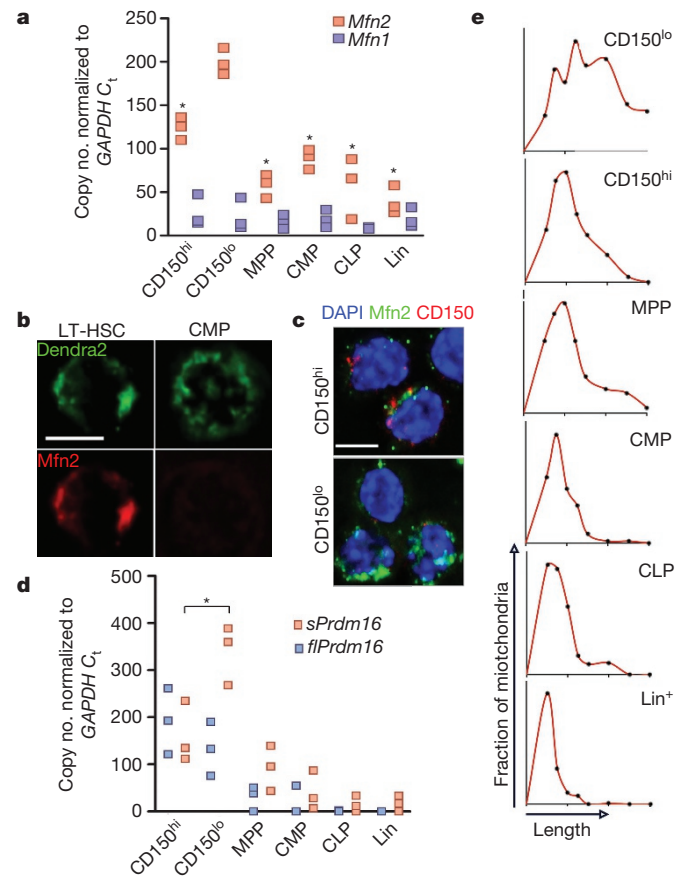 a
250
200
150
100
50
0
Copy no. normalized to
GAPDH Ct
Mfn2
Mfn1
*
*
*
*
*
CD150hi
CD150lo
MPP
CMP
CLP
Lin
b
LT-HSC
CMP
Dendra2
Mfn2
c
DAPI Mfn2 CD150
CD150hi
CD150lo
d
500
400
300
200
100
0
Copy no. normalized to
GAPDH Ct
*
sPrdm16
flPrdm16
CD150hi
CD150lo
MPP
CMP
CLP
Lin
e
CD150lo
CD150hi
MPP
CMP
CLP
Lin+
Fraction of miotchondria
Length